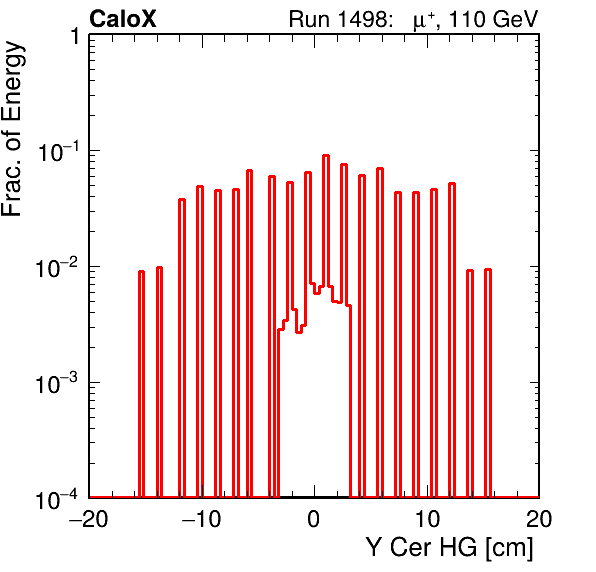 CaloX Run 1498: μ⁺, 110 GeV
Frac. of Energy
1
10⁻¹
10⁻²
10⁻³
10⁻⁴
−20 −10 0 10 20
Y Cer HG [cm]